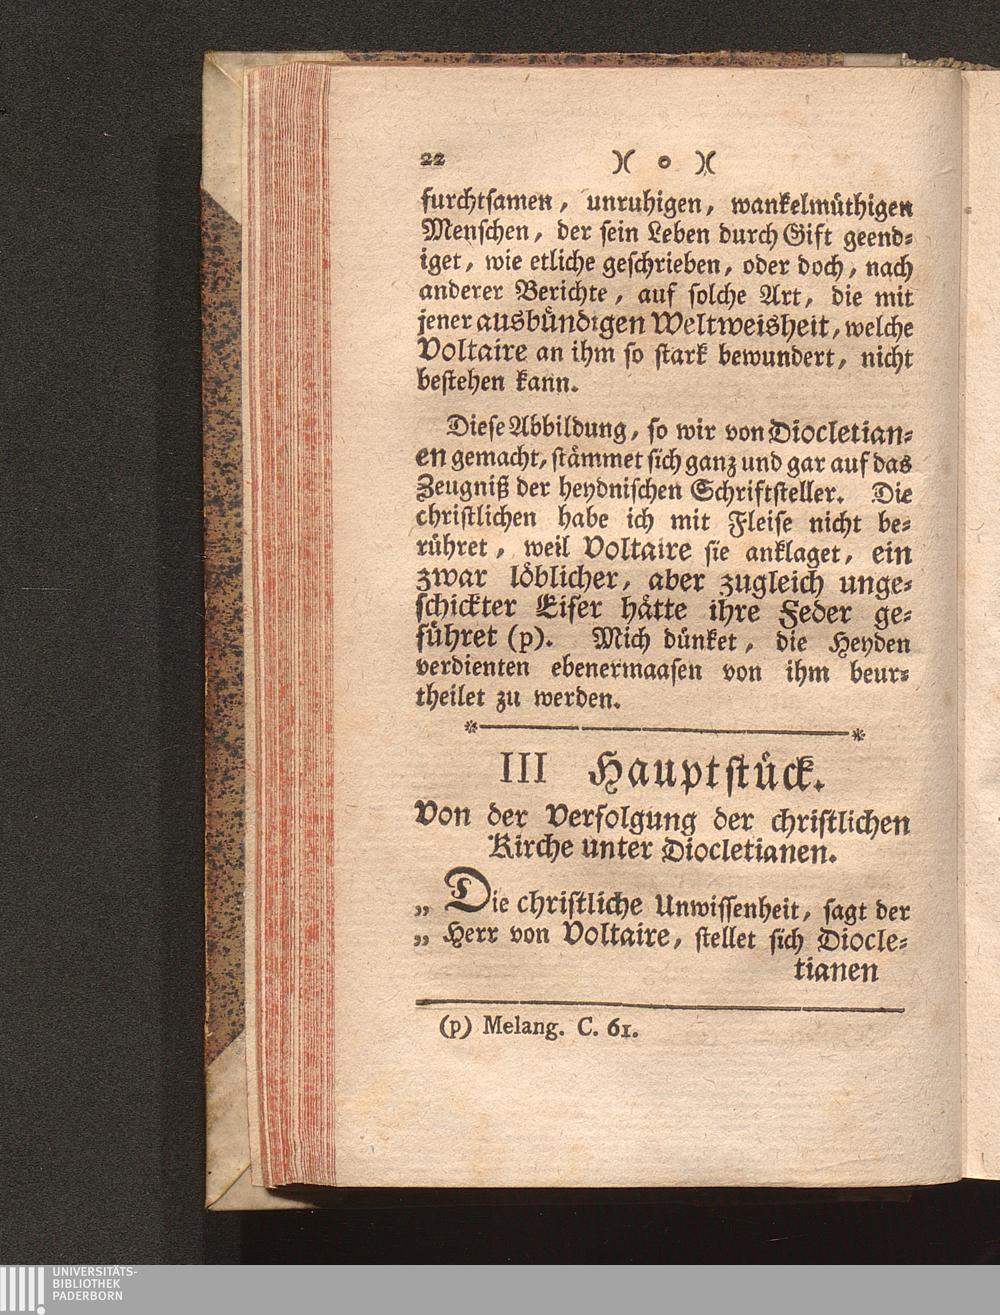 22 )( o )(
furchtsamen, unruhigen, wankelmüthigen
Menschen, der sein Leben durch Gift geend=
iget, wie etliche geschrieben, oder doch, nach
anderer Berichte, auf solche Art, die mit
jener ausbündigen Weltweisheit, welche
Voltaire an ihm so stark bewundert, nicht
bestehen kann.
Diese Abbildung, so wir von Diocletian=
en gemacht, stämmet sich ganz und gar auf das
Zeugniß der heydnischen Schriftsteller. Die
christlichen habe ich mit Fleise nicht be=
rühret, weil Voltaire sie anklaget, ein
zwar löblicher, aber zugleich unge=
schickter Eifer hätte ihre Feder ge=
führet (p). Mich dünket, die Heyden
verdienten ebenermaasen von ihm beur=
theilet zu werden.
III Hauptstück.
Von der Verfolgung der christlichen
Kirche unter Diocletianen.
„ Die christliche Unwissenheit, sagt der
„ Herr von Voltaire, stellet sich Diocle=
tianen
(p) Melang. C. 61.
UNIVERSITÄTS-
BIBLIOTHEK
PADERBORN